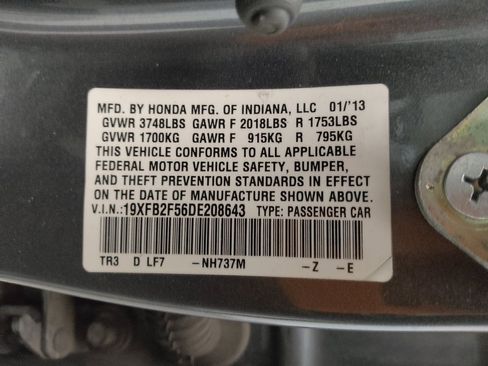 MFD. BY HONDA MFG. OF INDIANA, LLC 01/'13
GVWR 3748LBS GAWR F 2018LBS R 1753LBS
GVWR 1700KG GAWR F 915KG R 795KG
THIS VEHICLE CONFORMS TO ALL APPLICABLE
FEDERAL MOTOR VEHICLE SAFETY, BUMPER,
AND THEFT PREVENTION STANDARDS IN EFFECT
ON THE DATE OF MANUFACTURE SHOWN ABOVE.
V.I.N.:19XFB2F56DE208643 TYPE: PASSENGER CAR
TR3 D LF7 -NH737M -Z -E